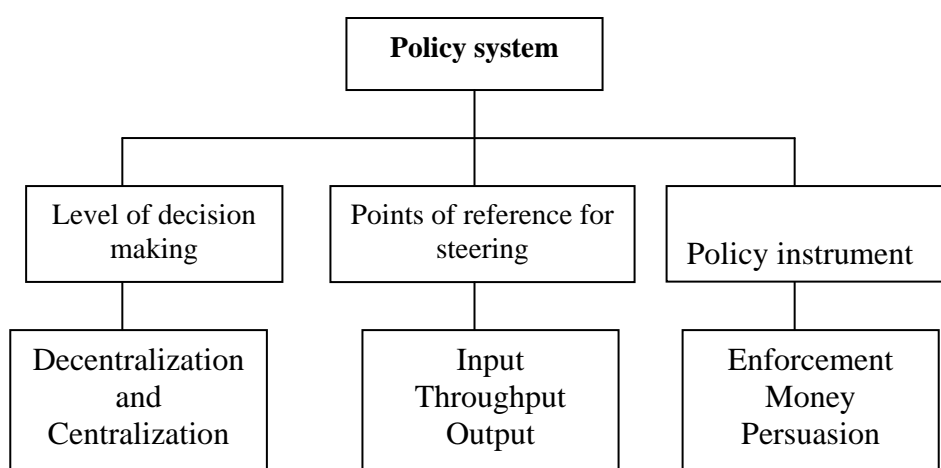 Policy system
Level of decision
making
Points of reference for
steering
Policy instrument
Decentralization
and
Centralization
Input
Throughput
Output
Enforcement
Money
Persuasion